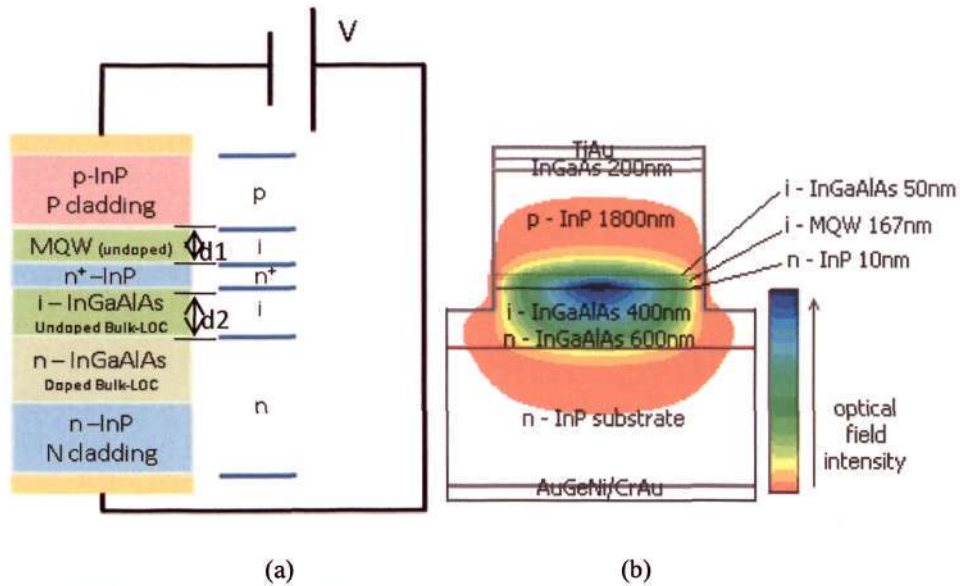 V
p-InP
P cladding
p
MQW (undoped)
d1
i
n⁺-InP
n⁺
i-InGaAlAs
Undoped Bulk-LOC
d2
i
n-InGaAlAs
Doped Bulk-LOC
n
n-InP
N cladding
(a)
TiAu
InGaAs 200nm
p - InP 1800nm
i - InGaAlAs 50nm
i - MQW 167nm
n - InP 10nm
i - InGaAlAs 400nm
n - InGaAlAs 600nm
n - InP substrate
AuGeNi/CrAu
optical
field
intensity
(b)